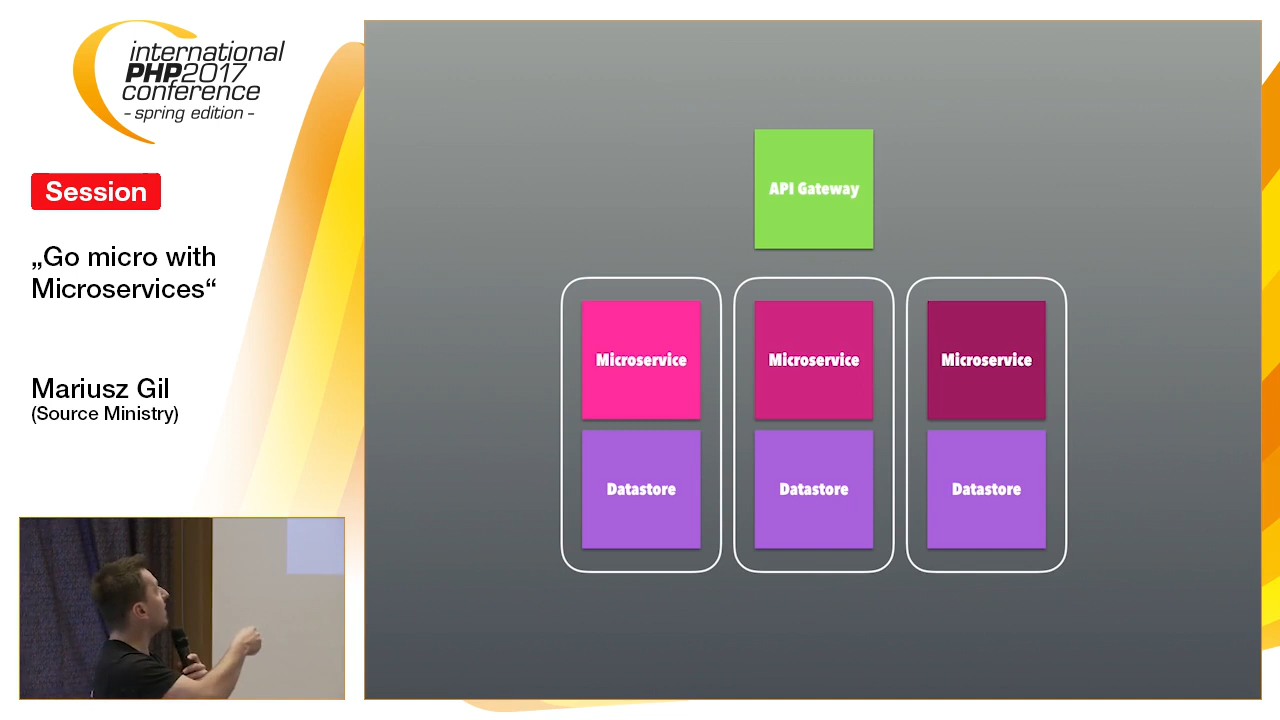 international
PHP2017
conference
- spring edition -
Session
„Go micro with
Microservices“
Mariusz Gil
(Source Ministry)
API Gateway
Microservice
Microservice
Microservice
Datastore
Datastore
Datastore